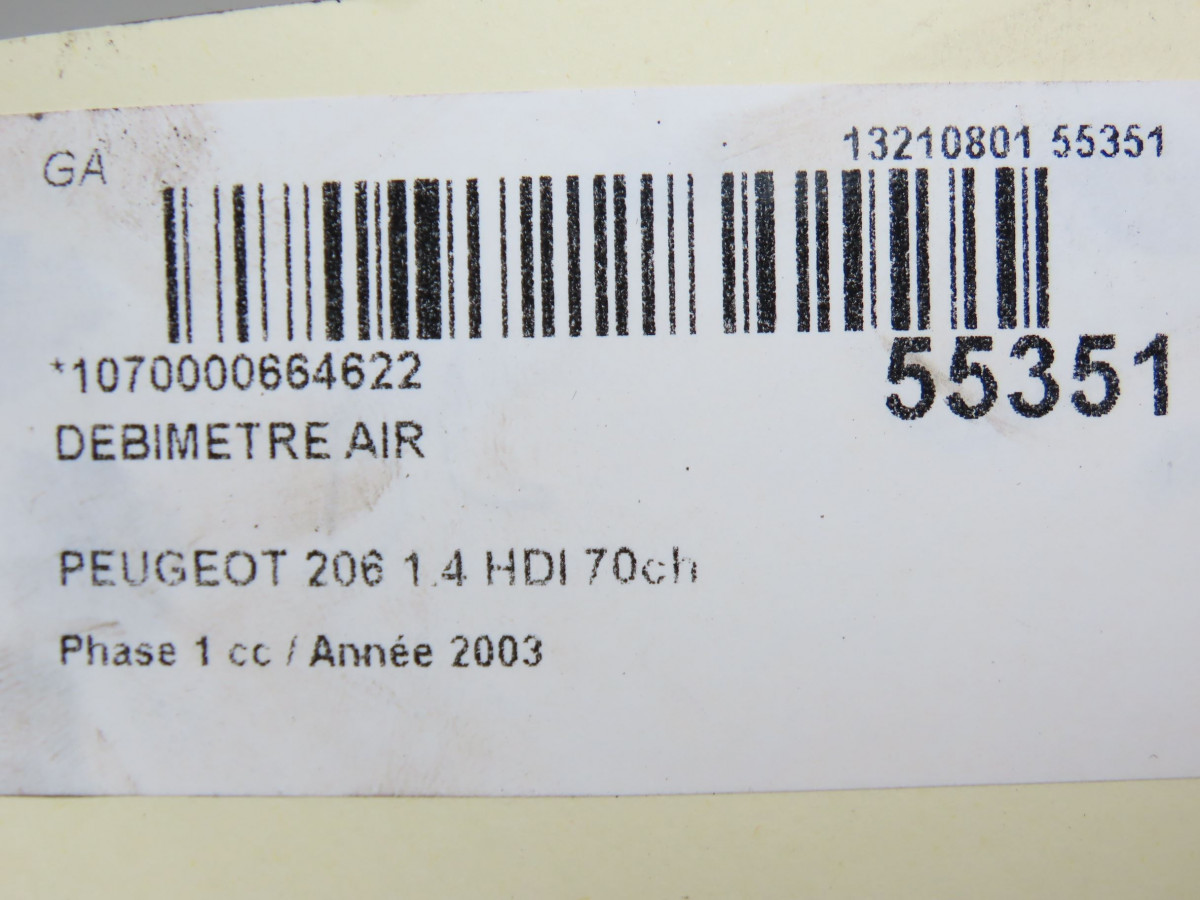 GA
13210801 55351
*1070000664622
55351
DEBIMETRE AIR
PEUGEOT 206 1.4 HDI 70ch
Phase 1 cc / Année 2003